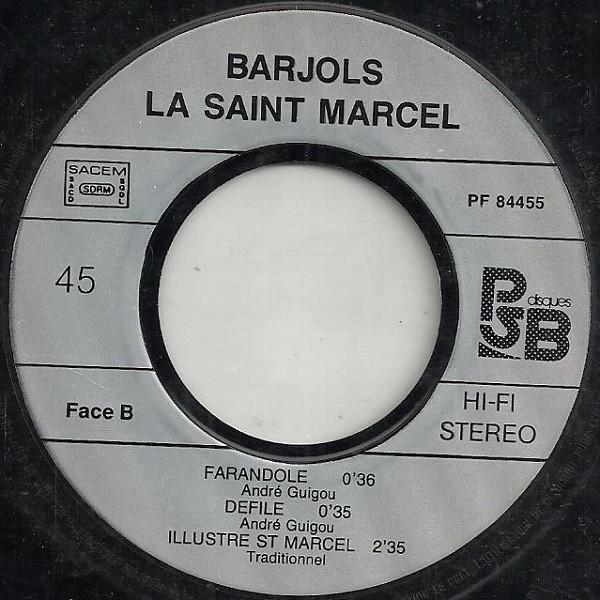 BARJOLS
LA SAINT MARCEL
SACEM
SACD
SDRM
SGDL
PF 84455
45
PSB
disques
Face B
HI-FI
STEREO
FARANDOLE 0'36
André Guigou
DEFILE 0'35
André Guigou
ILLUSTRE ST MARCEL 2'35
Traditionnel